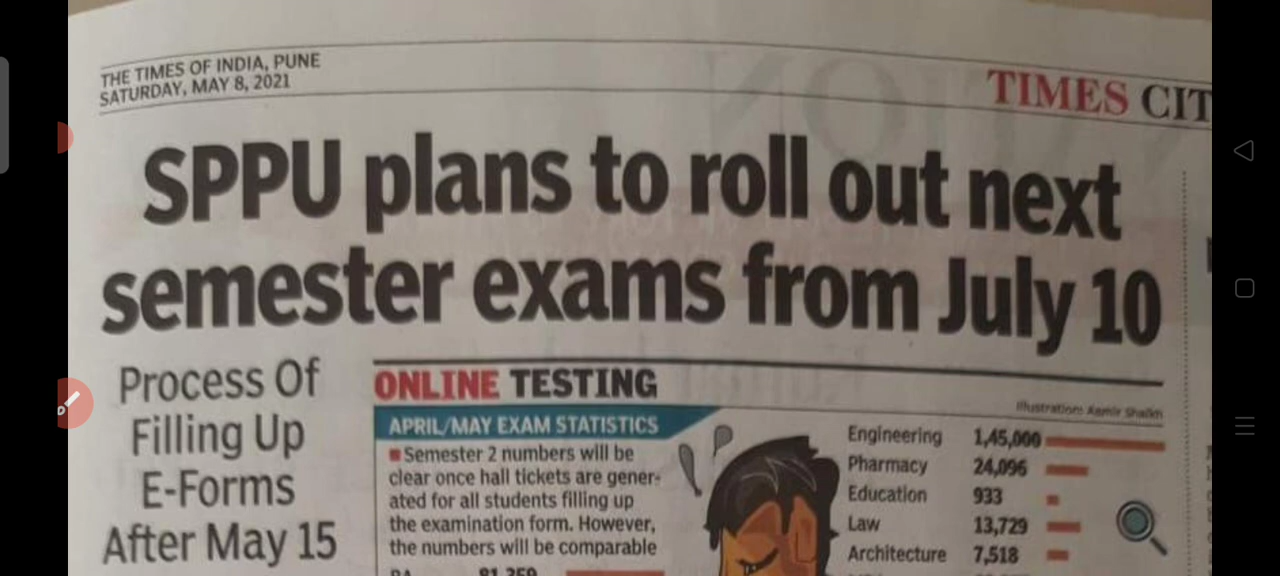 THE TIMES OF INDIA, PUNE
SATURDAY, MAY 8, 2021
TIMES CIT
SPPU plans to roll out next
semester exams from July 10
Process Of
Filling Up
E-Forms
After May 15
ONLINE TESTING
Illustration: Aamir Shaikh
APRIL/MAY EXAM STATISTICS
Semester 2 numbers will be
clear once hall tickets are gener-
ated for all students filling up
the examination form. However,
the numbers will be comparable
Engineering 1,45,009
Pharmacy 24,096
Education 933
Law 13,729
Architecture 7,518